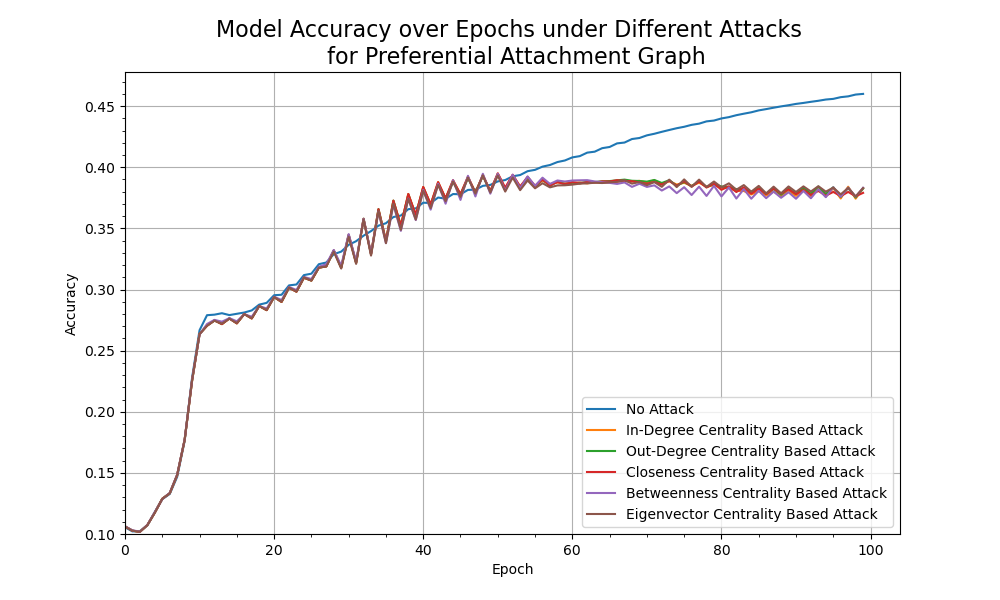 Model Accuracy over Epochs under Different Attacks
for Preferential Attachment Graph
Accuracy
0.45
0.40
0.35
0.30
0.25
0.20
0.15
0.10
No Attack
In-Degree Centrality Based Attack
Out-Degree Centrality Based Attack
Closeness Centrality Based Attack
Betweenness Centrality Based Attack
Eigenvector Centrality Based Attack
0 20 40 60 80 100
Epoch